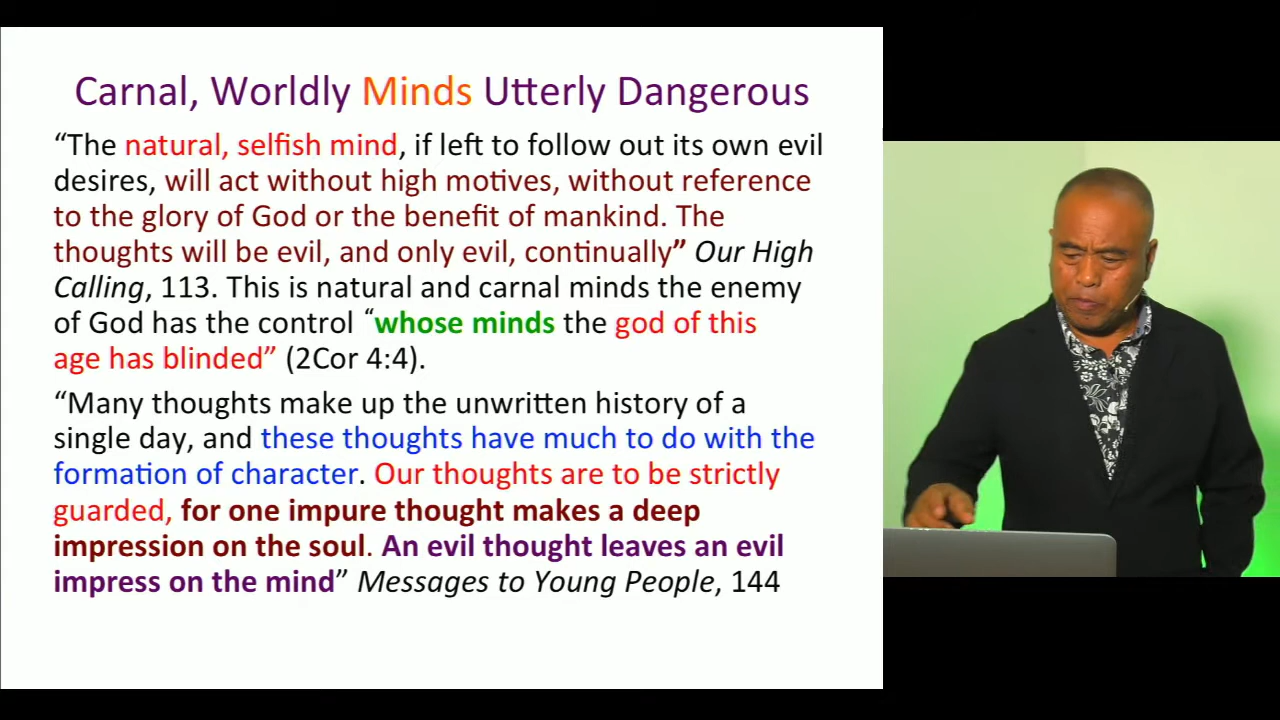 Carnal, Worldly Minds Utterly Dangerous
“The natural, selfish mind, if left to follow out its own evil
desires, will act without high motives, without reference
to the glory of God or the benefit of mankind. The
thoughts will be evil, and only evil, continually” Our High
Calling, 113. This is natural and carnal minds the enemy
of God has the control “whose minds the god of this
age has blinded” (2Cor 4:4).
“Many thoughts make up the unwritten history of a
single day, and these thoughts have much to do with the
formation of character. Our thoughts are to be strictly
guarded, for one impure thought makes a deep
impression on the soul. An evil thought leaves an evil
impress on the mind” Messages to Young People, 144